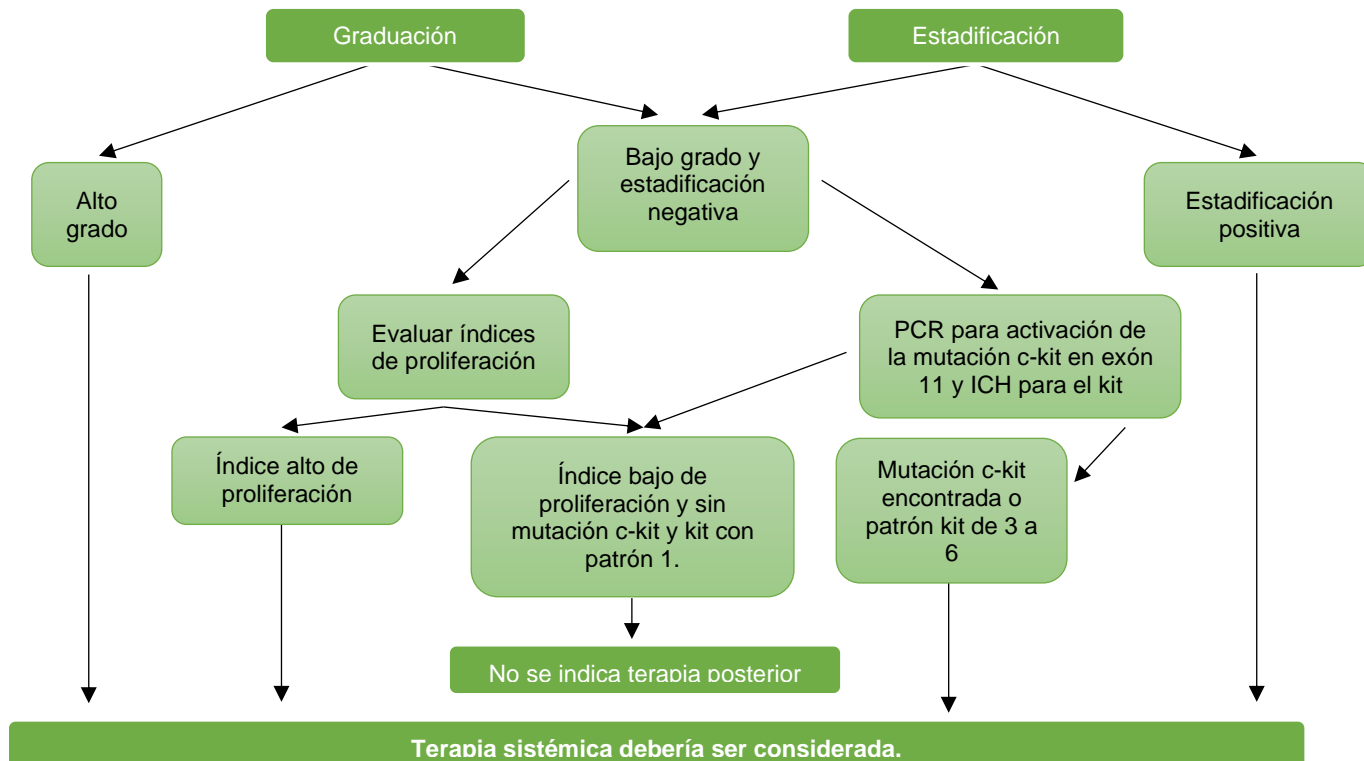 Graduación
Estadificación
Alto
grado
Bajo grado y
estadificación
negativa
Estadificación
positiva
Evaluar índices
de proliferación
PCR para activación de
la mutación c-kit en exón
11 y ICH para el kit
Índice alto de
proliferación
Índice bajo de
proliferación y sin
mutación c-kit y kit con
patrón 1.
Mutación c-kit
encontrada o
patrón kit de 3 a
6
No se indica terapia posterior
Terapia sistémica debería ser considerada.